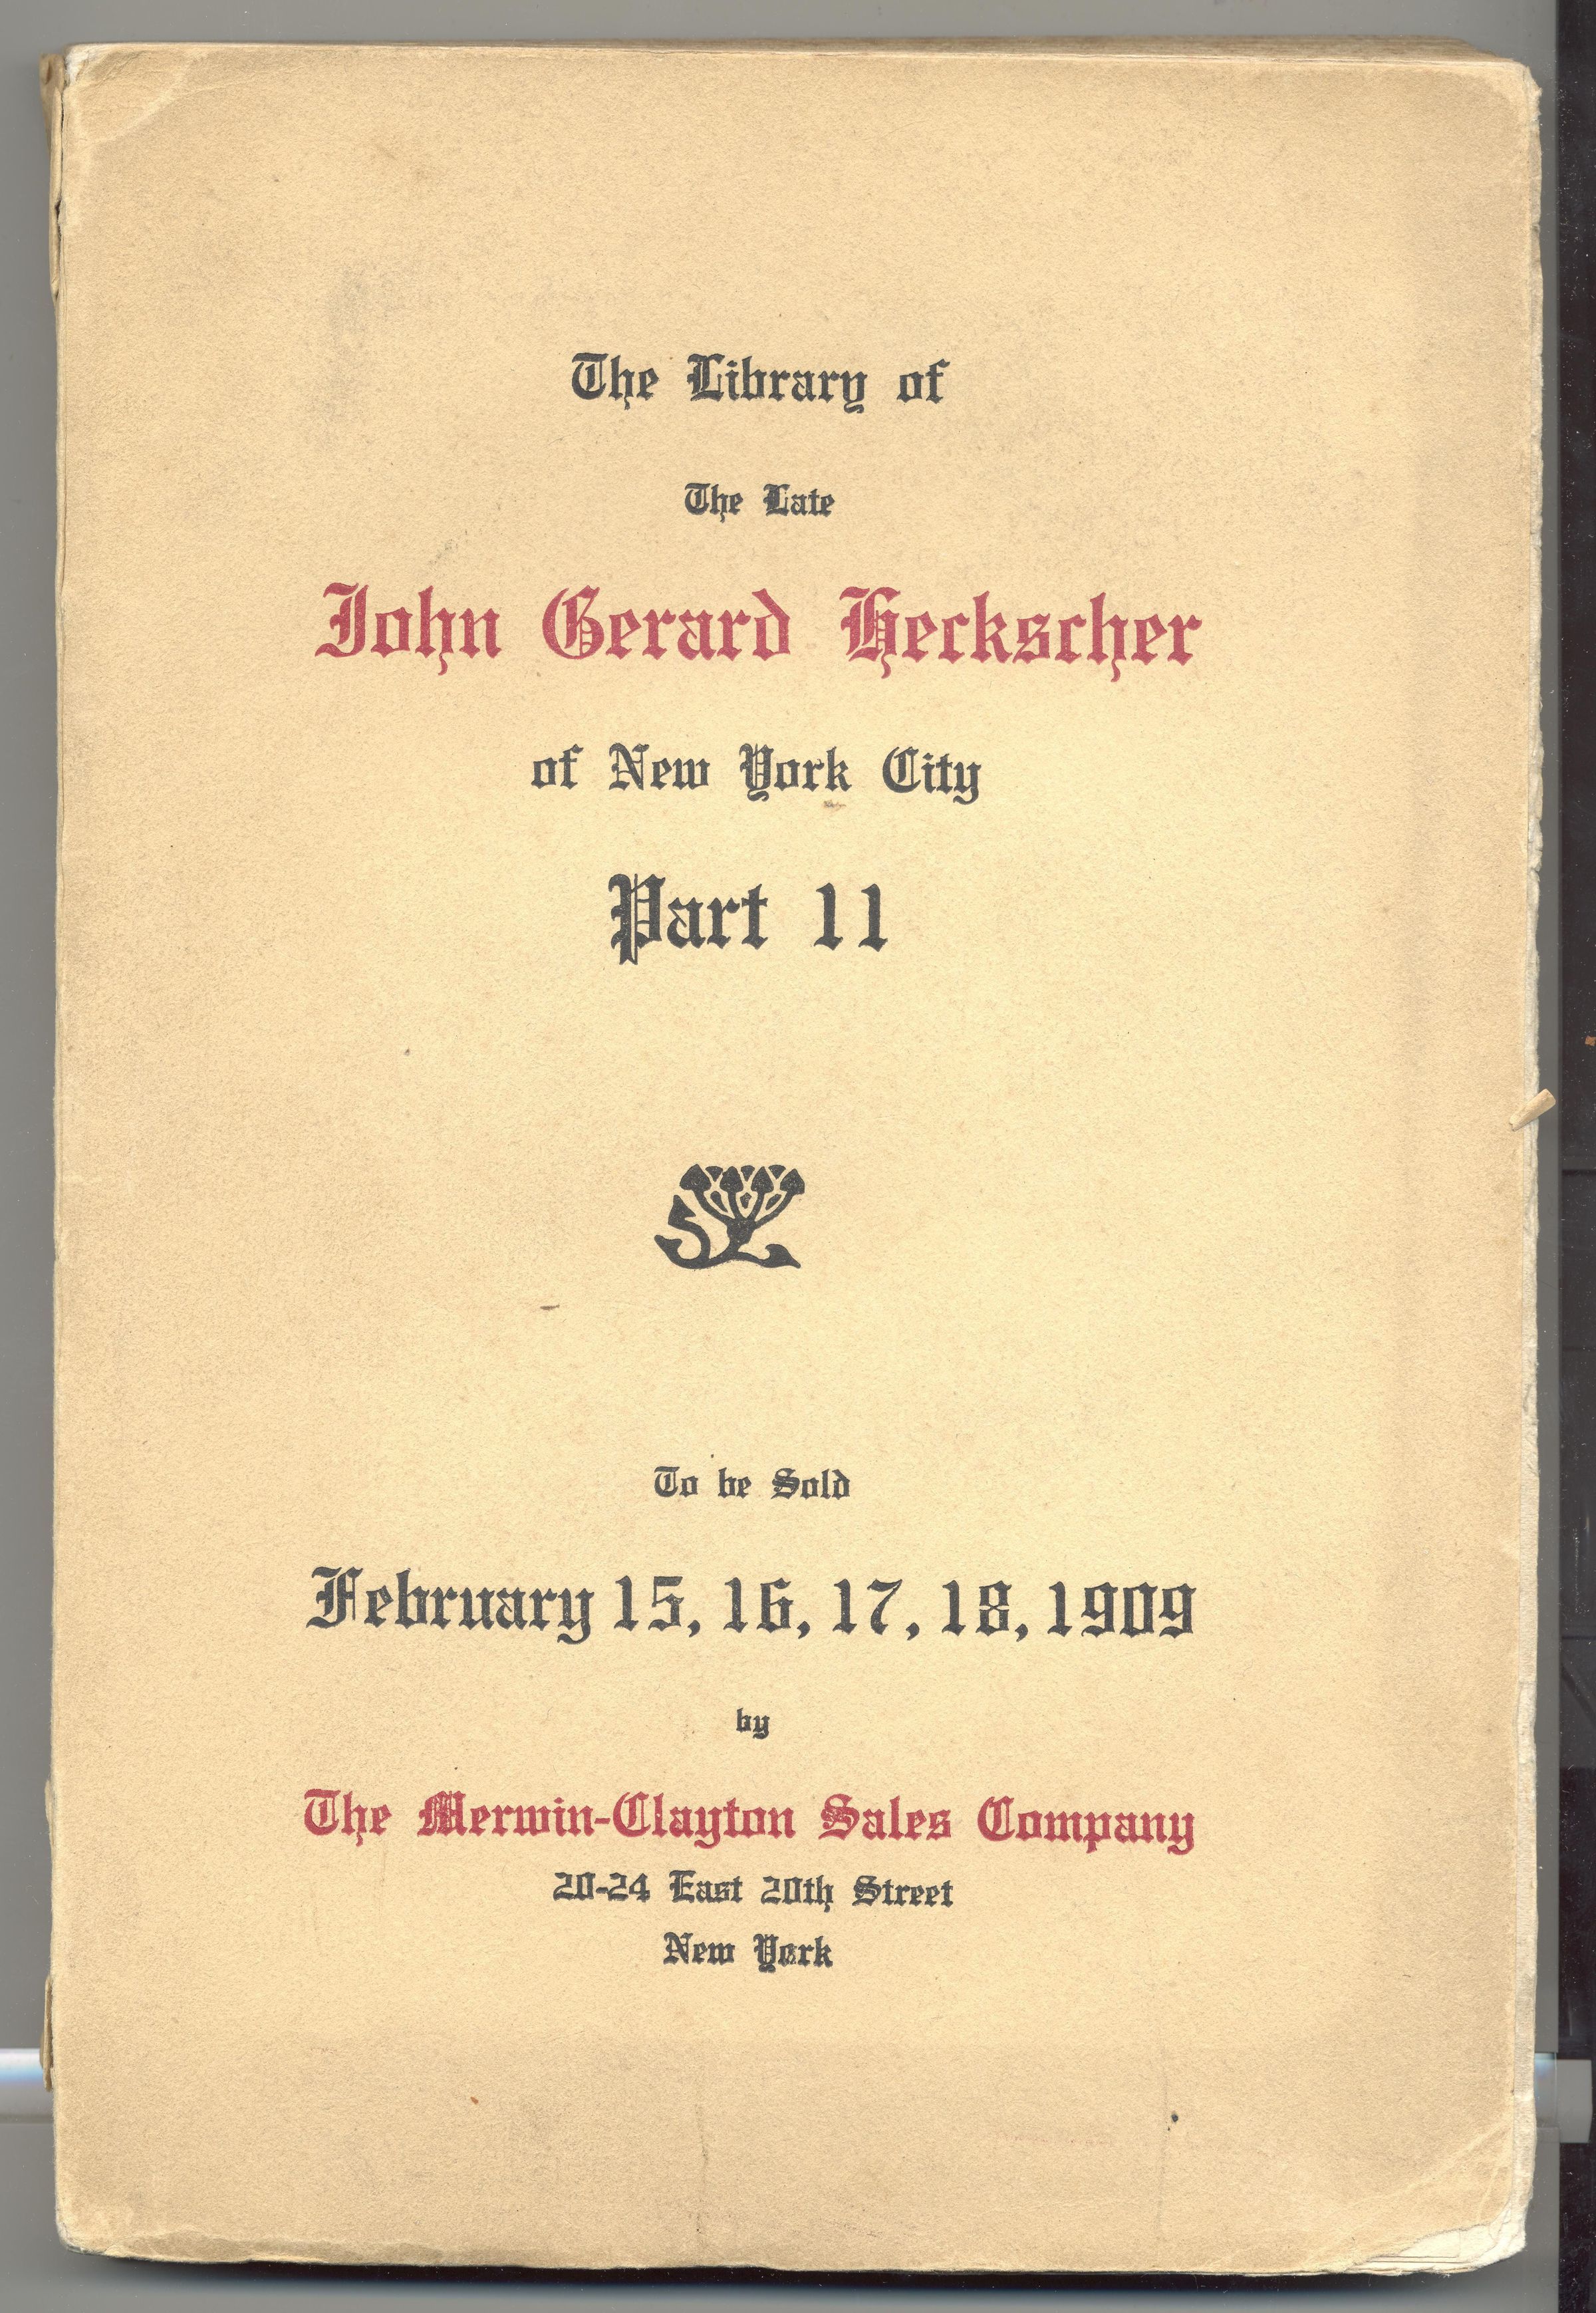 The Library of
The Late
John Gerard Heckscher
of New York City
Part 11
To be Sold
February 15, 16, 17, 18, 1909
by
The Merwin-Clayton Sales Company
20-24 East 20th Street
New York